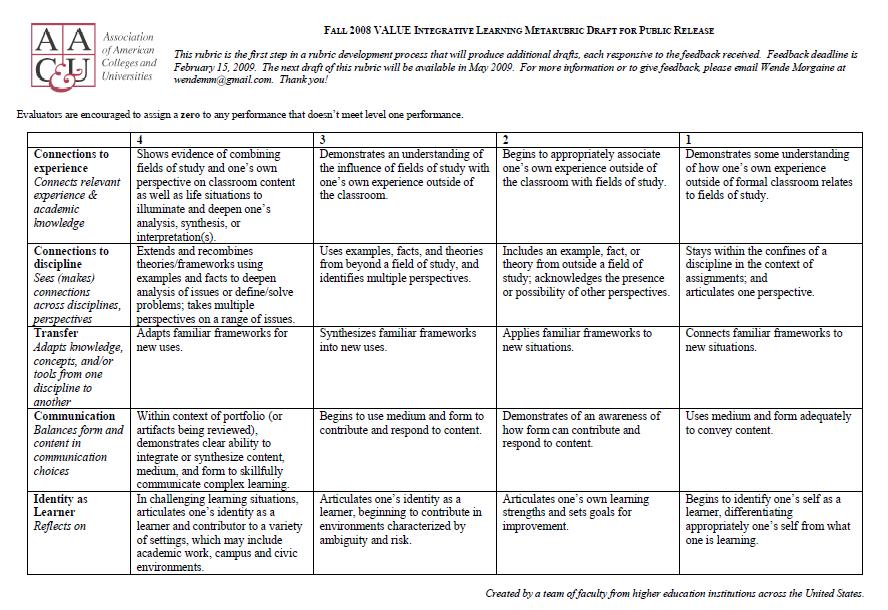 AA
C&U
Association
of American
Colleges and
Universities
FALL 2008 VALUE INTEGRATIVE LEARNING METARUBRIC DRAFT FOR PUBLIC RELEASE
This rubric is the first step in a rubric development process that will produce additional drafts, each responsive to the feedback received. Feedback deadline is
February 15, 2009. The next draft of this rubric will be available in May 2009. For more information or to give feedback, please email Wende Morgaine at
wendemm@gmail.com. Thank you!
Evaluators are encouraged to assign a zero to any performance that doesn't meet level one performance.
4
3
2
1
Connections to
experience
Connects relevant
experience &
academic
knowledge
Shows evidence of combining
fields of study and one's own
perspective on classroom content
as well as life situations to
illuminate and deepen one's
analysis, synthesis, or
interpretation(s).
Demonstrates an understanding of
the influence of fields of study with
one's own experience outside of
the classroom.
Begins to appropriately associate
one's own experience outside of
the classroom with fields of study.
Demonstrates some understanding
of how one's own experience
outside of formal classroom relates
to fields of study.
Connections to
discipline
Sees (makes)
connections
across disciplines,
perspectives
Extends and recombines
theories/frameworks using
examples and facts to deepen
analysis of issues or define/solve
problems; takes multiple
perspectives on a range of issues.
Uses examples, facts, and theories
from beyond a field of study, and
identifies multiple perspectives.
Includes an example, fact, or
theory from outside a field of
study; acknowledges the presence
or possibility of other perspectives.
Stays within the confines of a
discipline in the context of
assignments; and
articulates one perspective.
Transfer
Adapts knowledge,
concepts, and/or
tools from one
discipline to
another
Adapts familiar frameworks for
new uses.
Synthesizes familiar frameworks
into new uses.
Applies familiar frameworks to
new situations.
Connects familiar frameworks to
new situations.
Communication
Balances form and
content in
communication
choices
Within context of portfolio (or
artifacts being reviewed),
demonstrates clear ability to
integrate or synthesize content,
medium, and form to skillfully
communicate complex learning.
Begins to use medium and form to
contribute and respond to content.
Demonstrates of an awareness of
how form can contribute and
respond to content.
Uses medium and form adequately
to convey content.
Identity as
Learner
Reflects on
In challenging learning situations,
articulates one's identity as a
learner and contributor to a variety
of settings, which may include
academic work, campus and civic
environments.
Articulates one's identity as a
learner, beginning to contribute in
environments characterized by
ambiguity and risk.
Articulates one's own learning
strengths and sets goals for
improvement.
Begins to identify one's self as a
learner, differentiating
appropriately one's self from what
one is learning.
Created by a team of faculty from higher education institutions across the United States.